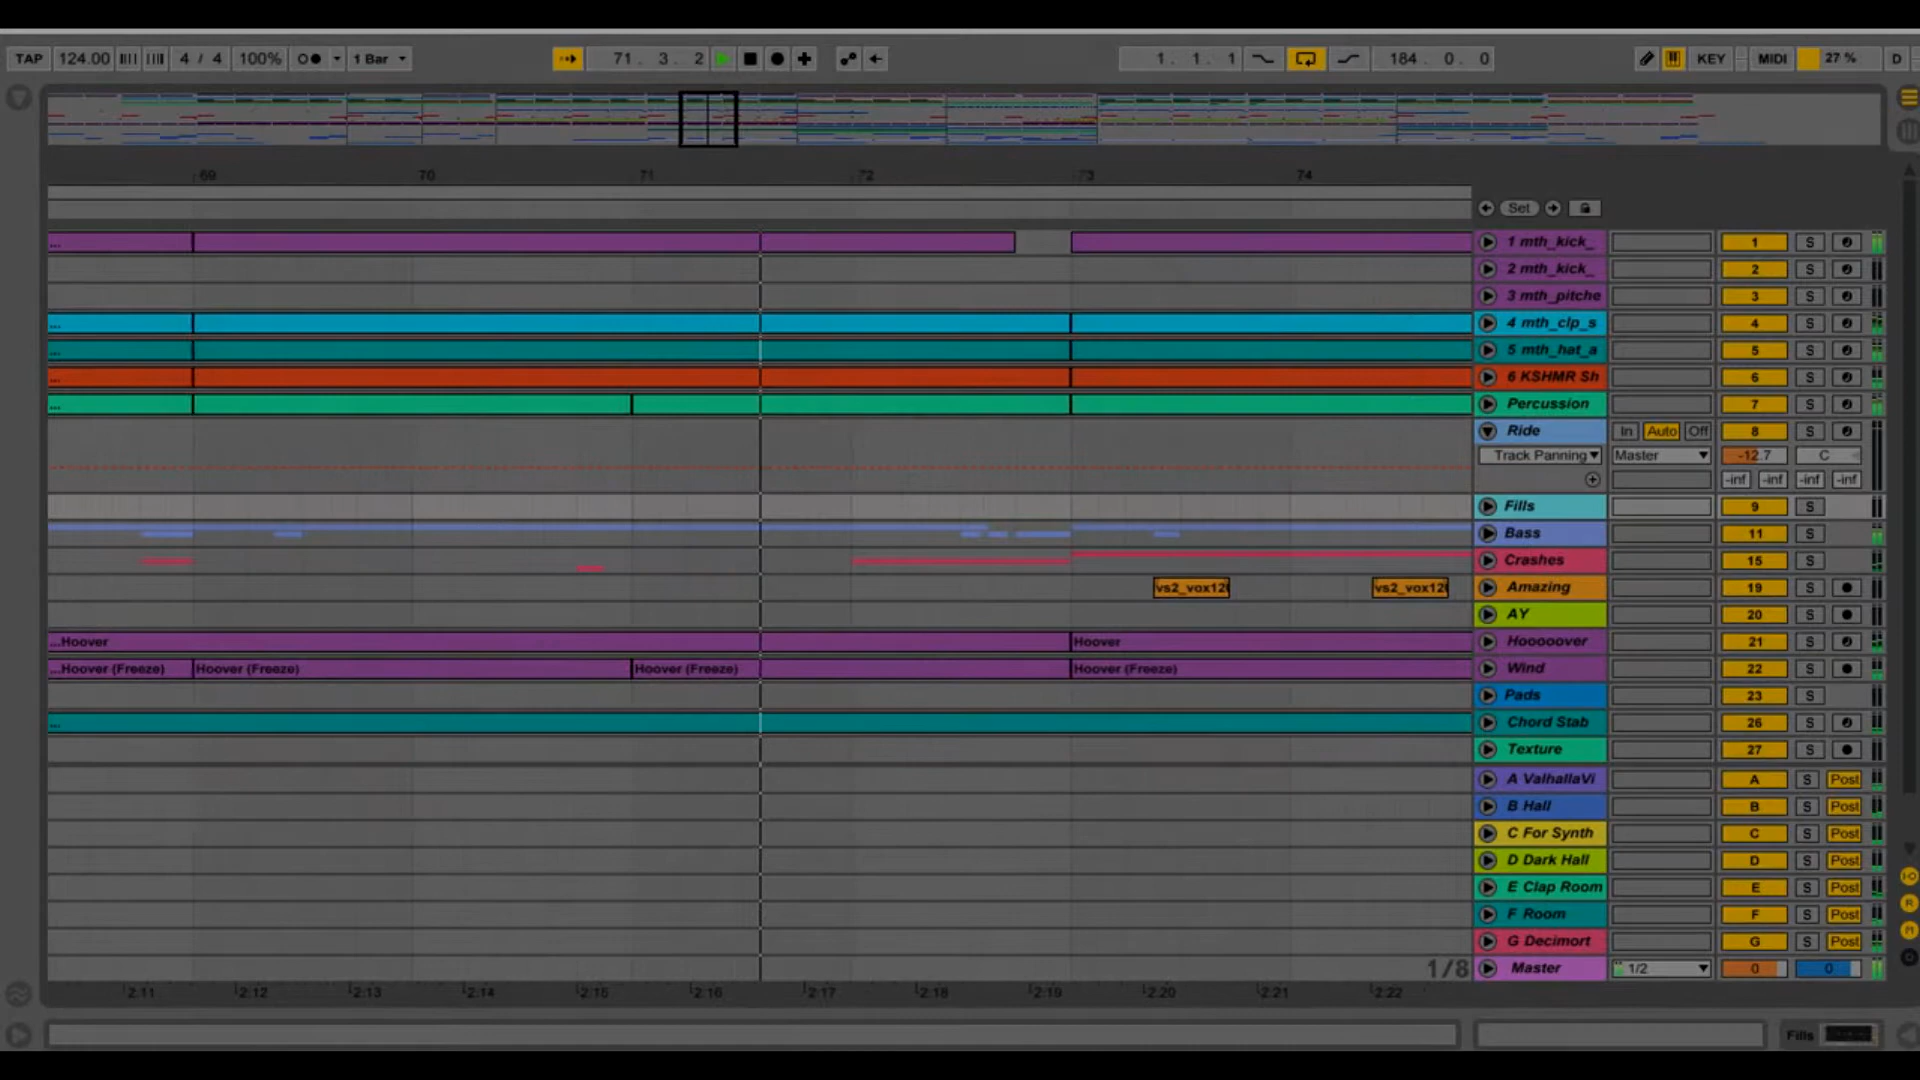 TAP 124.00 4 / 4 100% 1 Bar 71. 3. 2 1. 1. 1 184. 0. 0 KEY MIDI 27 % D
69 70 71 72 73 74
Set
... 1 mth_kick_ 1 S
2 mth_kick_ 2 S
3 mth_pitche 3 S
... 4 mth_clp_s 4 S
... 5 mth_hat_a 5 S
... 6 KSHMR Sh 6 S
... Percussion 7 S
Ride In Auto Off 8 S
Track Panning Master -12.7 C
-inf -inf -inf -inf
Fills 9 S
Bass 11 S
Crashes 15 S
vs2_vox12 vs2_vox12 Amazing 19 S
AY 20 S
...Hoover Hoover Hooooover 21 S
...Hoover (Freeze) Hoover (Freeze) Hoover (Freeze) Hoover (Freeze) Wind 22 S
Pads 23 S
... Chord Stab 26 S
Texture 27 S
A ValhallaVi A S Post
B Hall B S Post
C For Synth C S Post
D Dark Hall D S Post
E Clap Room E S Post
F Room F S Post
G Decimort G S Post
1/8 Master 1/2 0 0
2:11 2:12 2:13 2:14 2:15 2:16 2:17 2:18 2:19 2:20 2:21 2:22
Fills